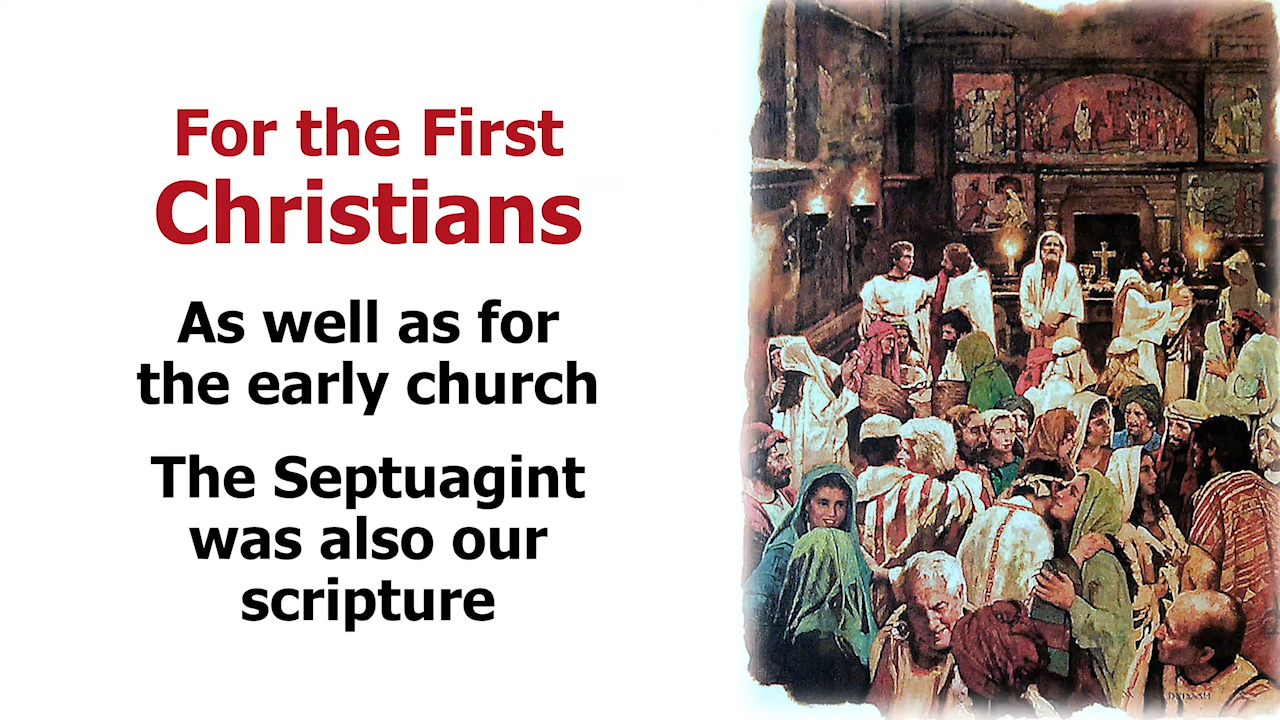 For the First
Christians
As well as for
the early church
The Septuagint
was also our
scripture